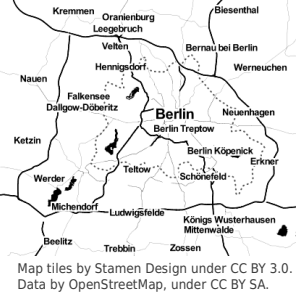 Kremmen
Biesenthal
Oranienburg
Leegebruch
Velten
Bernau bei Berlin
Hennigsdorf
Werneuchen
Nauen
Falkensee
Dallgow-Döberitz
Berlin
Neuenhagen
Berlin Treptow
Ketzin
Berlin Köpenick
Erkner
Teltow
Schönefeld
Werder
Michendorf
Ludwigsfelde
Königs Wusterhausen
Mittenwalde
Beelitz
Trebbin
Zossen
Map tiles by Stamen Design under CC BY 3.0.
Data by OpenStreetMap, under CC BY SA.